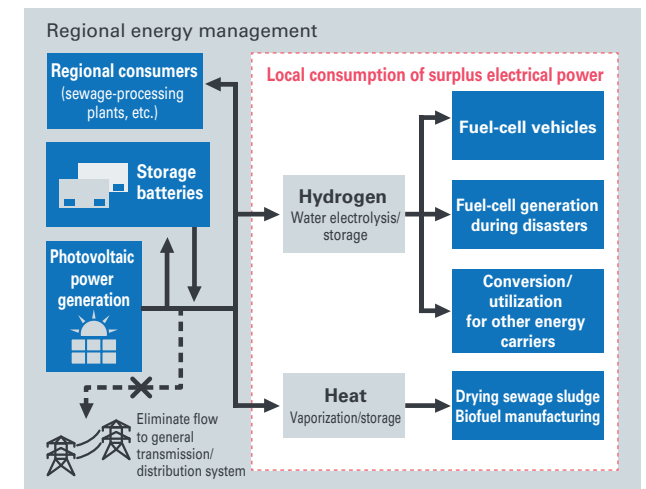 Regional energy management
Regional consumers
(sewage-processing
plants, etc.)
Storage
batteries
Photovoltaic
power
generation
Eliminate flow
to general
transmission/
distribution system
Local consumption of surplus electrical power
Hydrogen
Water electrolysis/
storage
Fuel-cell vehicles
Fuel-cell generation
during disasters
Conversion/
utilization
for other energy
carriers
Heat
Vaporization/storage
Drying sewage sludge
Biofuel manufacturing